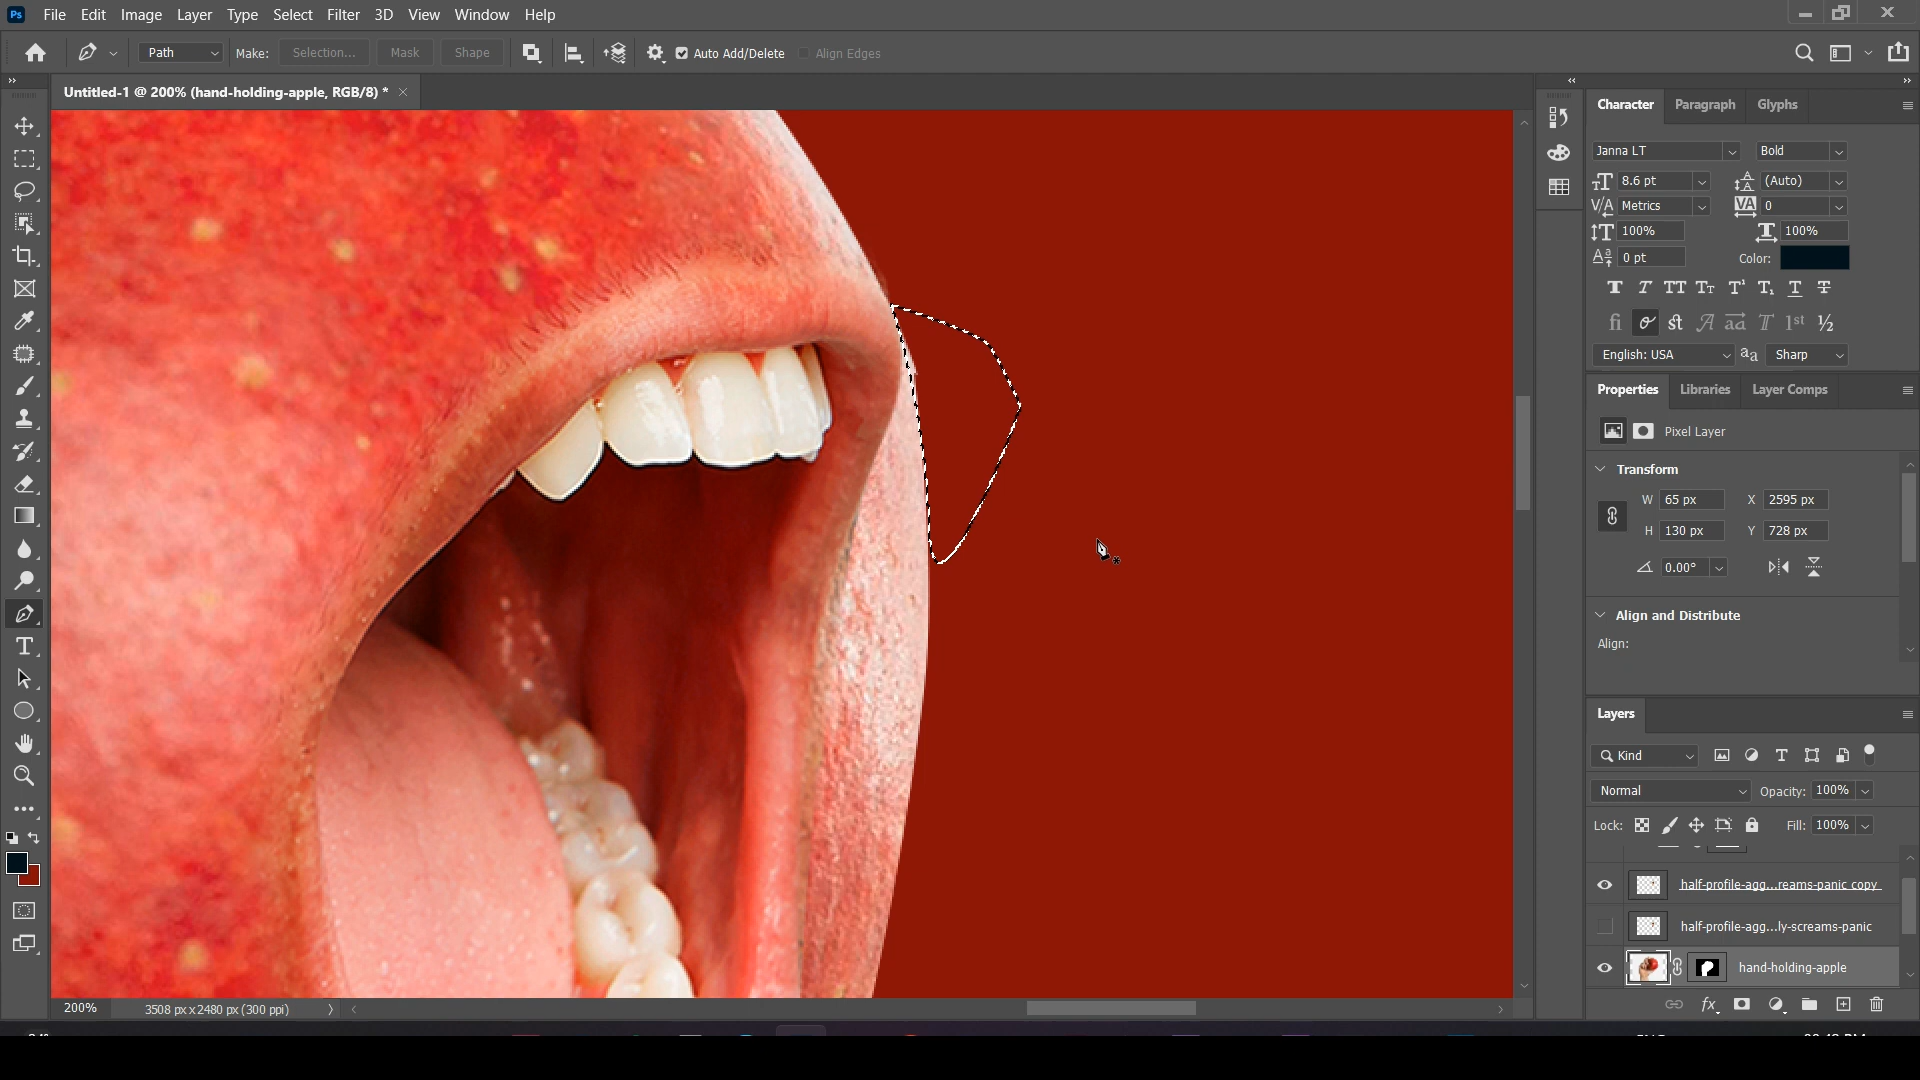 Ps File Edit Image Layer Type Select Filter 3D View Window Help
Path Make: Selection... Mask Shape Auto Add/Delete Align Edges
Untitled-1 @ 200% (hand-holding-apple, RGB/8) *
Character Paragraph Glyphs
Janna LT Bold
8.6 pt (Auto)
Metrics 0
100% 100%
0 pt Color:
English: USA Sharp
Properties Libraries Layer Comps
Pixel Layer
Transform
W 65 px X 2595 px
H 130 px Y 728 px
0.00°
Align and Distribute
Align:
Layers
Kind
Normal Opacity: 100%
Lock: Fill: 100%
half-profile-agg...reams-panic copy
half-profile-agg...ly-screams-panic
hand-holding-apple
200% 3508 px x 2480 px (300 ppi)